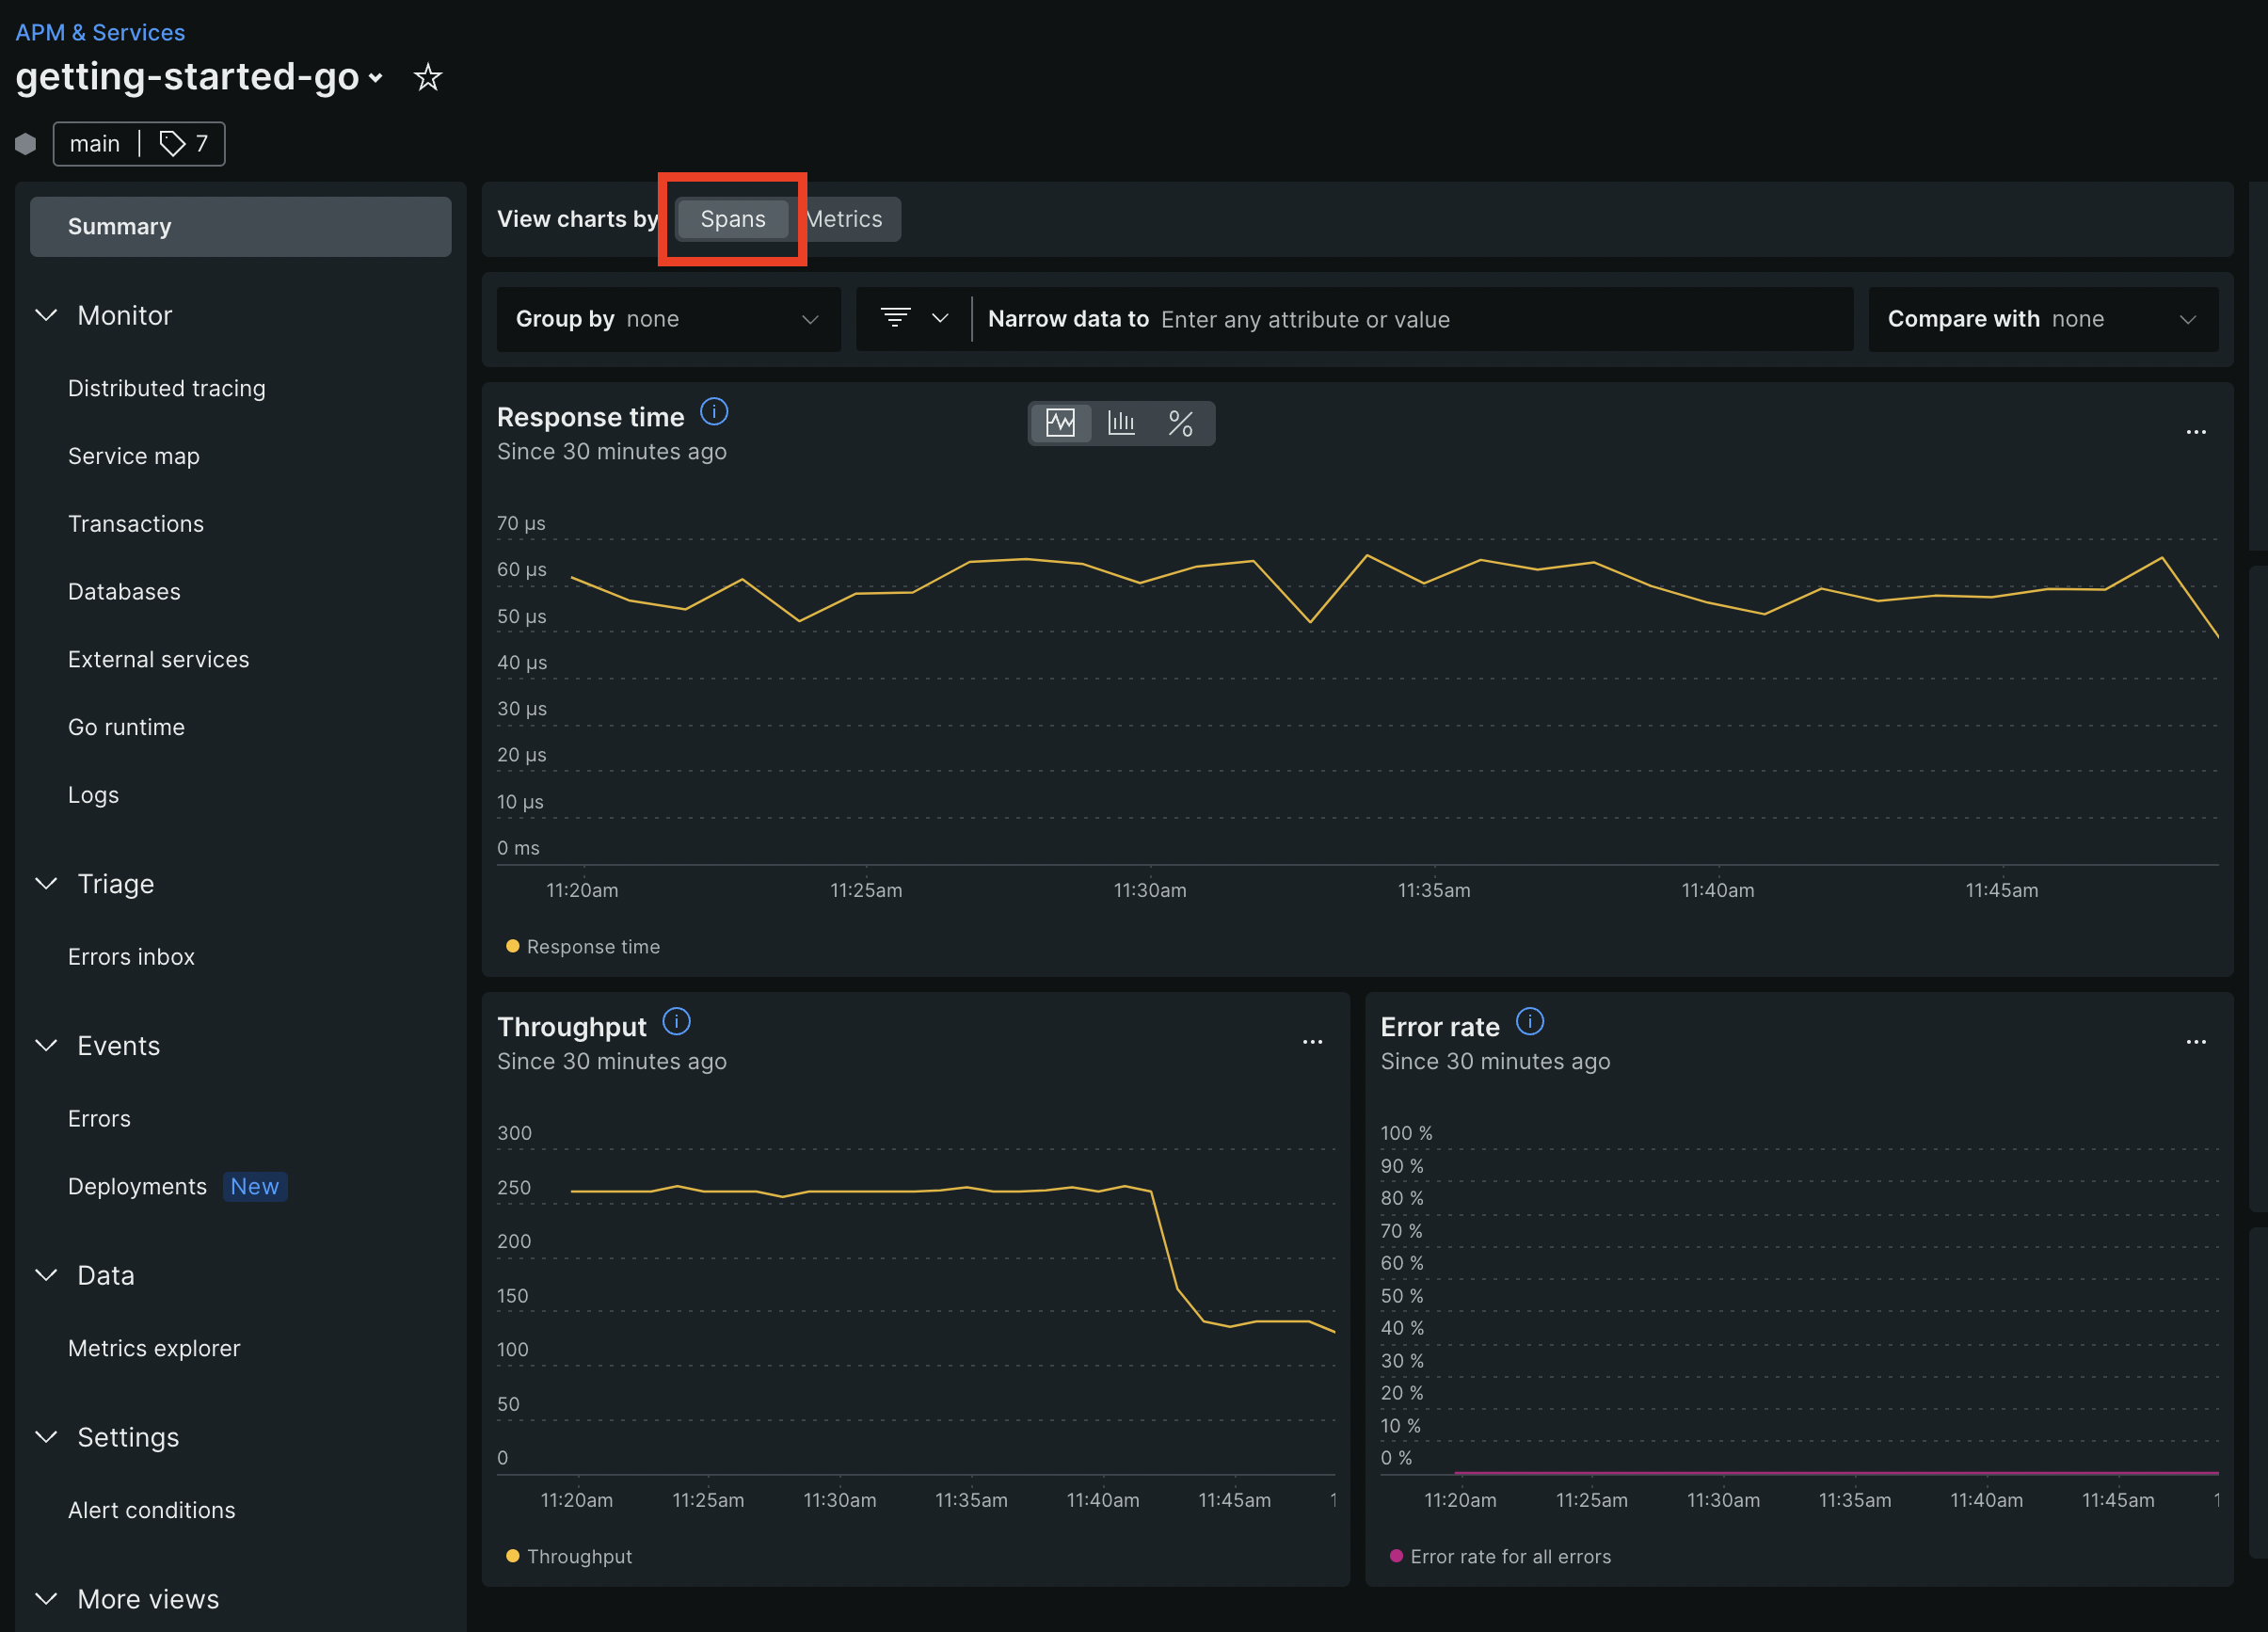 APM & Services
getting-started-go
main 7
Summary
Monitor
Distributed tracing
Service map
Transactions
Databases
External services
Go runtime
Logs
Triage
Errors inbox
Events
Errors
Deployments New
Data
Metrics explorer
Settings
Alert conditions
More views
View charts by Spans Metrics
Group by none
Narrow data to Enter any attribute or value
Compare with none
Response time
Since 30 minutes ago
%
70 µs
60 µs
50 µs
40 µs
30 µs
20 µs
10 µs
0 ms
11:20am 11:25am 11:30am 11:35am 11:40am 11:45am
Response time
Throughput
Since 30 minutes ago
300
250
200
150
100
50
0
11:20am 11:25am 11:30am 11:35am 11:40am 11:45am 1
Throughput
Error rate
Since 30 minutes ago
100 %
90 %
80 %
70 %
60 %
50 %
40 %
30 %
20 %
10 %
0 %
11:20am 11:25am 11:30am 11:35am 11:40am 11:45am 1
Error rate for all errors